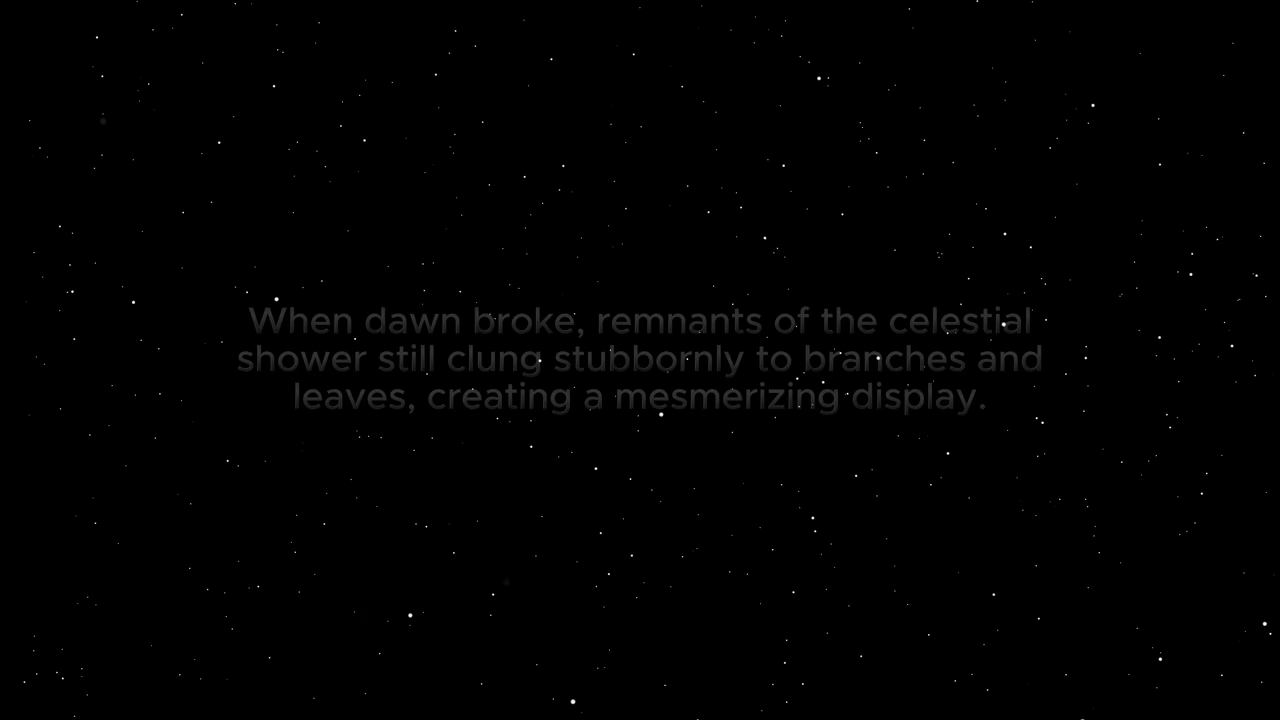 When dawn broke, remnants of the celestial
shower still clung stubbornly to branches and
leaves, creating a mesmerizing display.